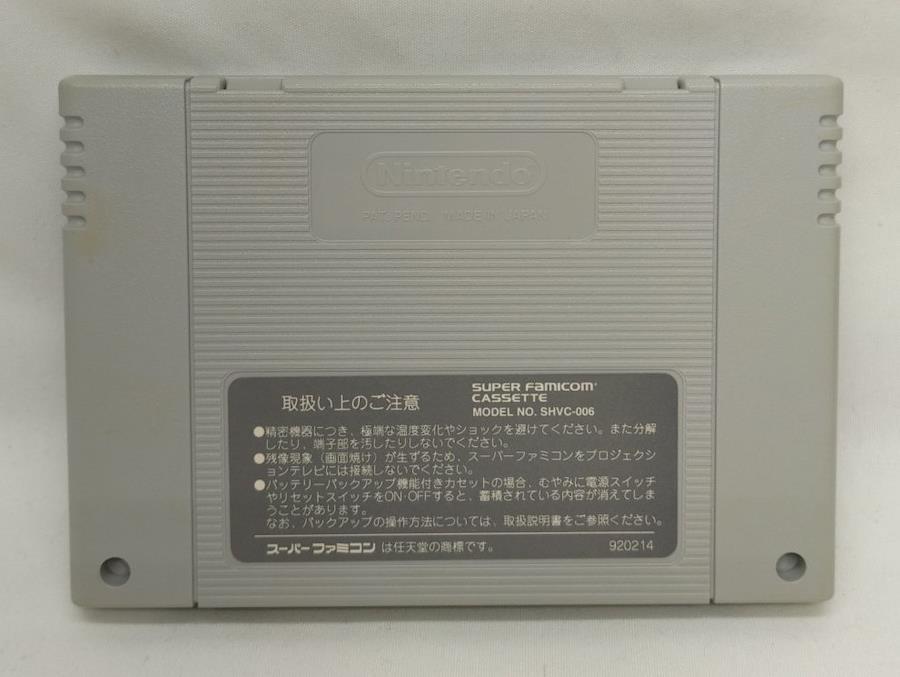 Nintendo
PAT. PEND. MADE IN JAPAN
取扱い上のご注意
SUPER FAMICOM
CASSETTE
MODEL NO. SHVC-006
●精密機器につき、極端な温度変化やショックを避けてください。また分解
したり、端子部を汚したりしないでください。
●残像現象（画面焼け）が生ずるため、スーパーファミコンをプロジェクシ
ョンテレビには接続しないでください。
●バッテリーバックアップ機能付きカセットの場合、むやみに電源スイッチ
やリセットスイッチをON・OFFすると、蓄積されている内容が消えてしま
うことがあります。
なお、バックアップの操作方法については、取扱説明書をご参照ください。
スーパーファミコンは任天堂の商標です。
920214